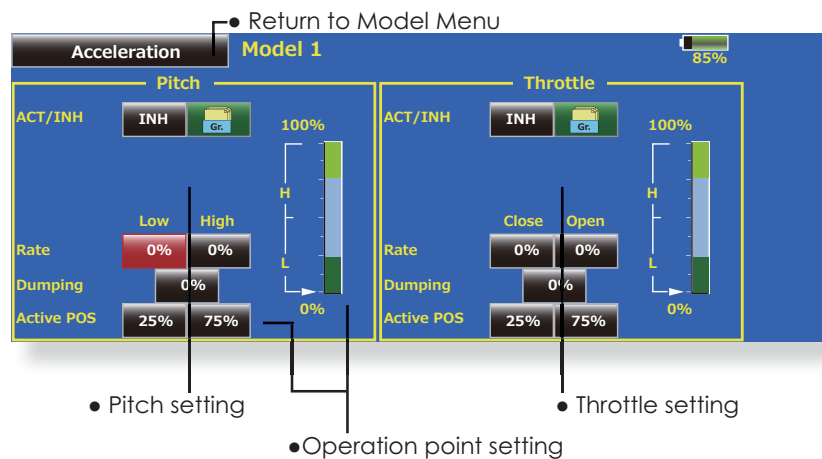 ● Return to Model Menu
Acceleration
Model 1
85%
Pitch
ACT/INH
INH
Gr.
100%
H
L
0%
Low
High
Rate
0%
0%
Dumping
0%
Active POS
25%
75%
Throttle
ACT/INH
INH
Gr.
100%
H
L
0%
Close
Open
Rate
0%
0%
Dumping
0%
Active POS
25%
75%
● Pitch setting
● Throttle setting
●Operation point setting